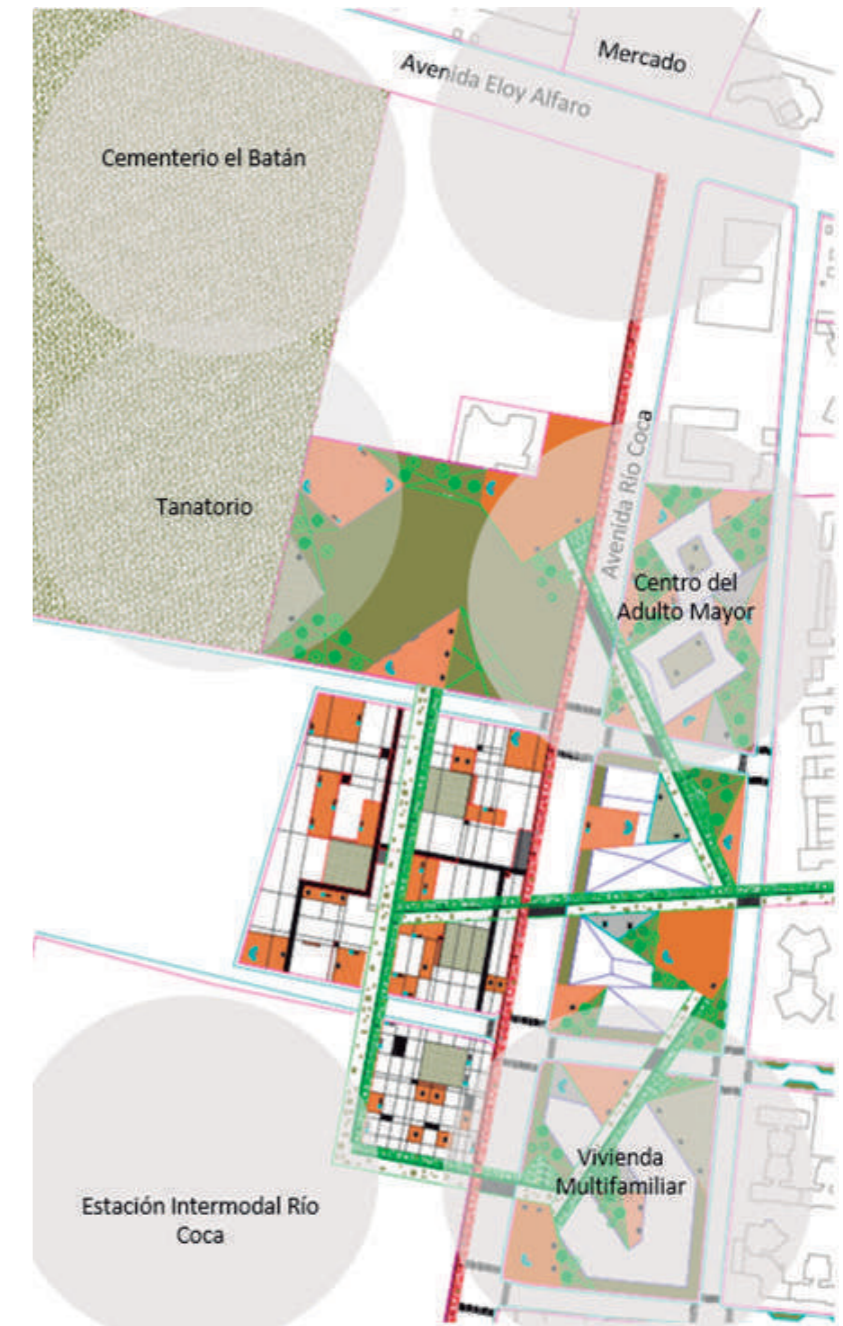 Mercado
Avenida Eloy Alfaro
Cementerio el Batán
Avenida Río Coca
Tanatorio
Centro del
Adulto Mayor
Vivienda
Multifamiliar
Estación Intermodal Río
Coca